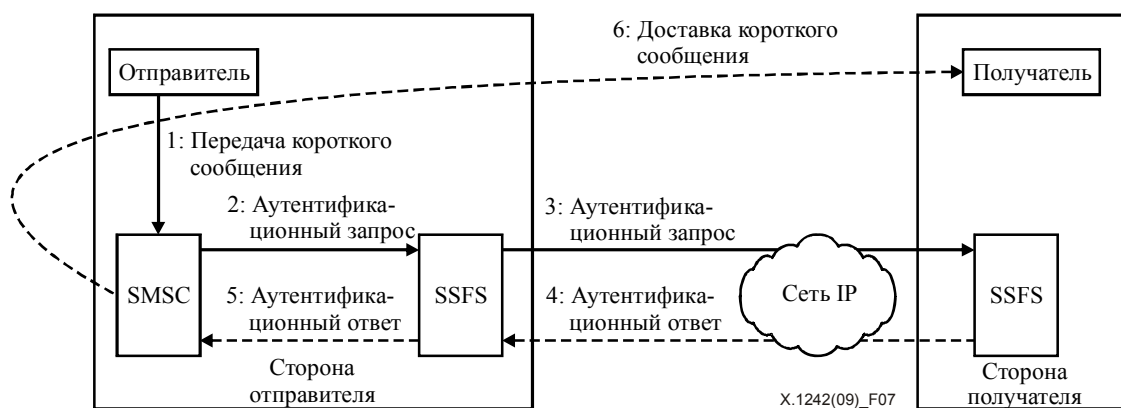 6: Доставка короткого
сообщения
Отправитель
Получатель
1: Передача короткого
сообщения
2: Аутентифика-
ционный запрос
3: Аутентифика-
ционный запрос
SMSC
5: Аутентифика-
ционный ответ
SSFS
4: Аутентифика-
ционный ответ
Сеть IP
SSFS
Сторона
отправителя
Сторона
получателя
X.1242(09)_F07